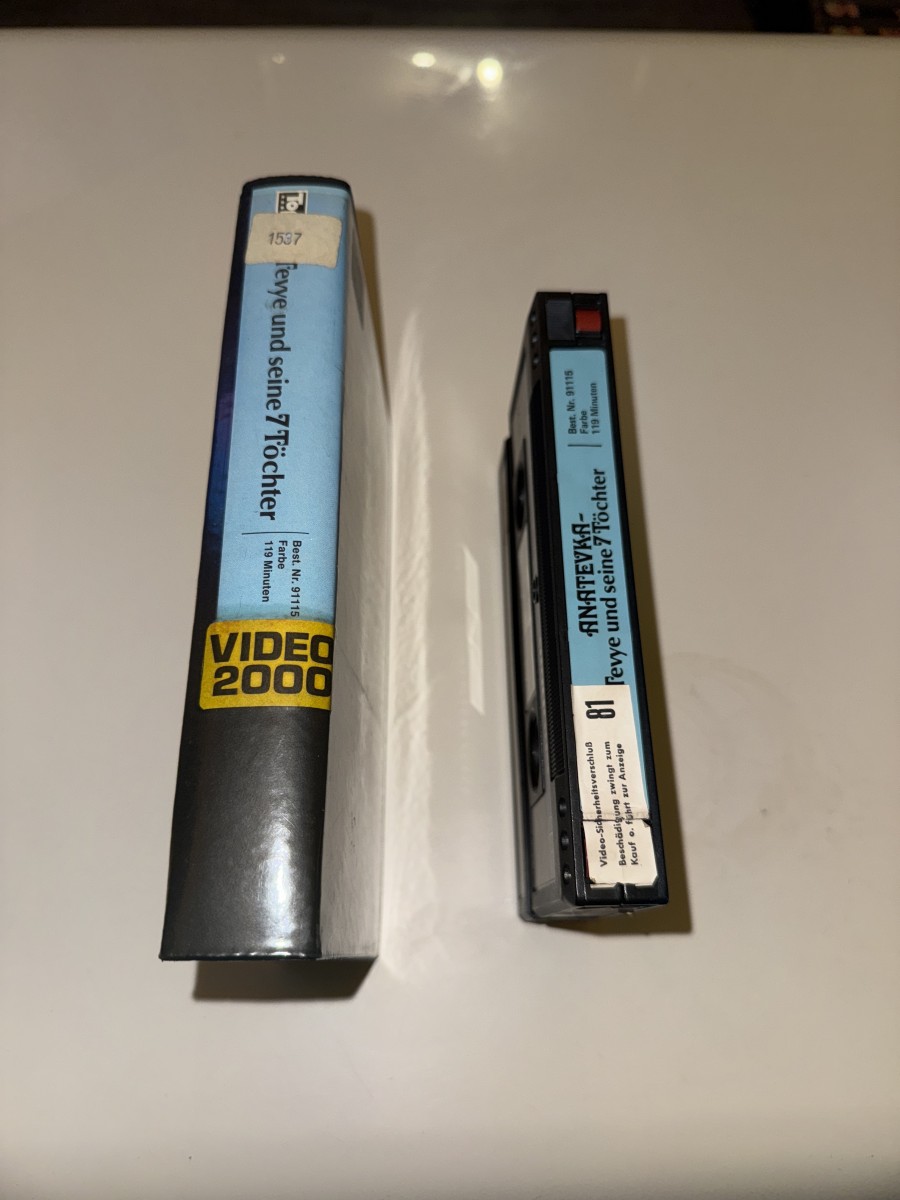 1537
Tevye und seine 7 Töchter
Best. Nr. 91115
Farbe
119 Minuten
VIDEO
2000
ANATEVKA-
Tevye und seine 7 Töchter
Best. Nr. 91115
Farbe
119 Minuten
81
Video-Sicherheitsverschluß
Beschädigung zwingt zum
Kauf o. führt zur Anzeige